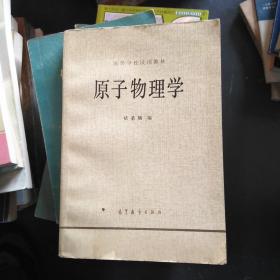 高等学校试用教材
原子物理学
褚圣麟 编
高等教育出版社